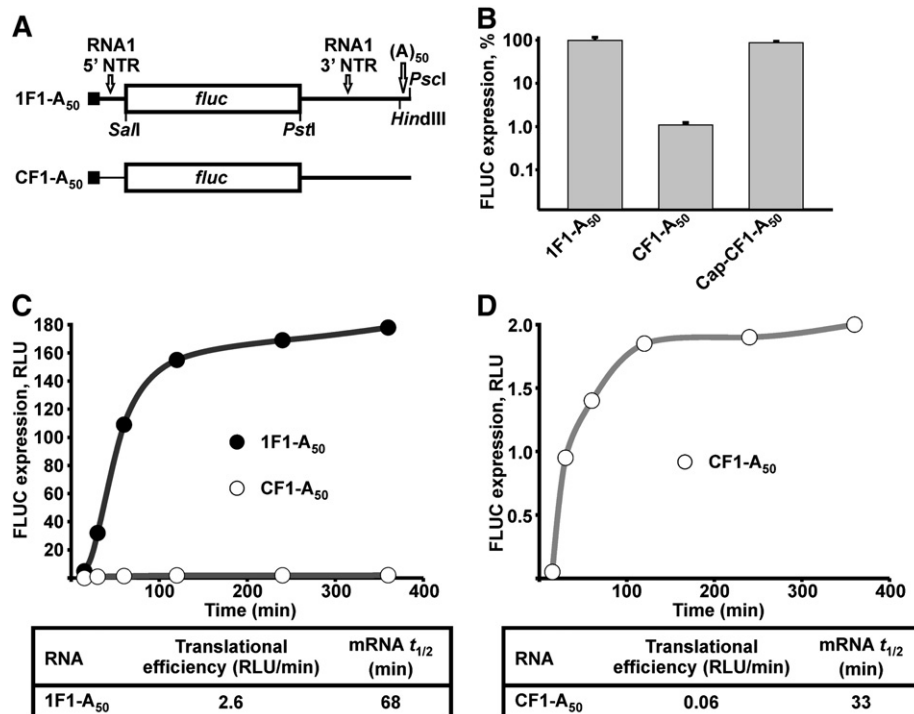 A
RNA1
5' NTR
RNA1
3' NTR
(A)50
PscI
1F1-A50
fluc
SalI
PstI
HindIII
CF1-A50
fluc
B
FLUC expression, %
100
10
1.0
0.1
1F1-A50
CF1-A50
Cap-CF1-A50
C
FLUC expression, RLU
180
160
140
120
100
80
60
40
20
1F1-A50
CF1-A50
100
200
300
400
Time (min)
RNA
Translational
efficiency (RLU/min)
mRNA t1/2
(min)
1F1-A50
2.6
68
D
FLUC expression, RLU
2.0
1.5
1.0
0.5
CF1-A50
100
200
300
400
Time (min)
RNA
Translational
efficiency (RLU/min)
mRNA t1/2
(min)
CF1-A50
0.06
33